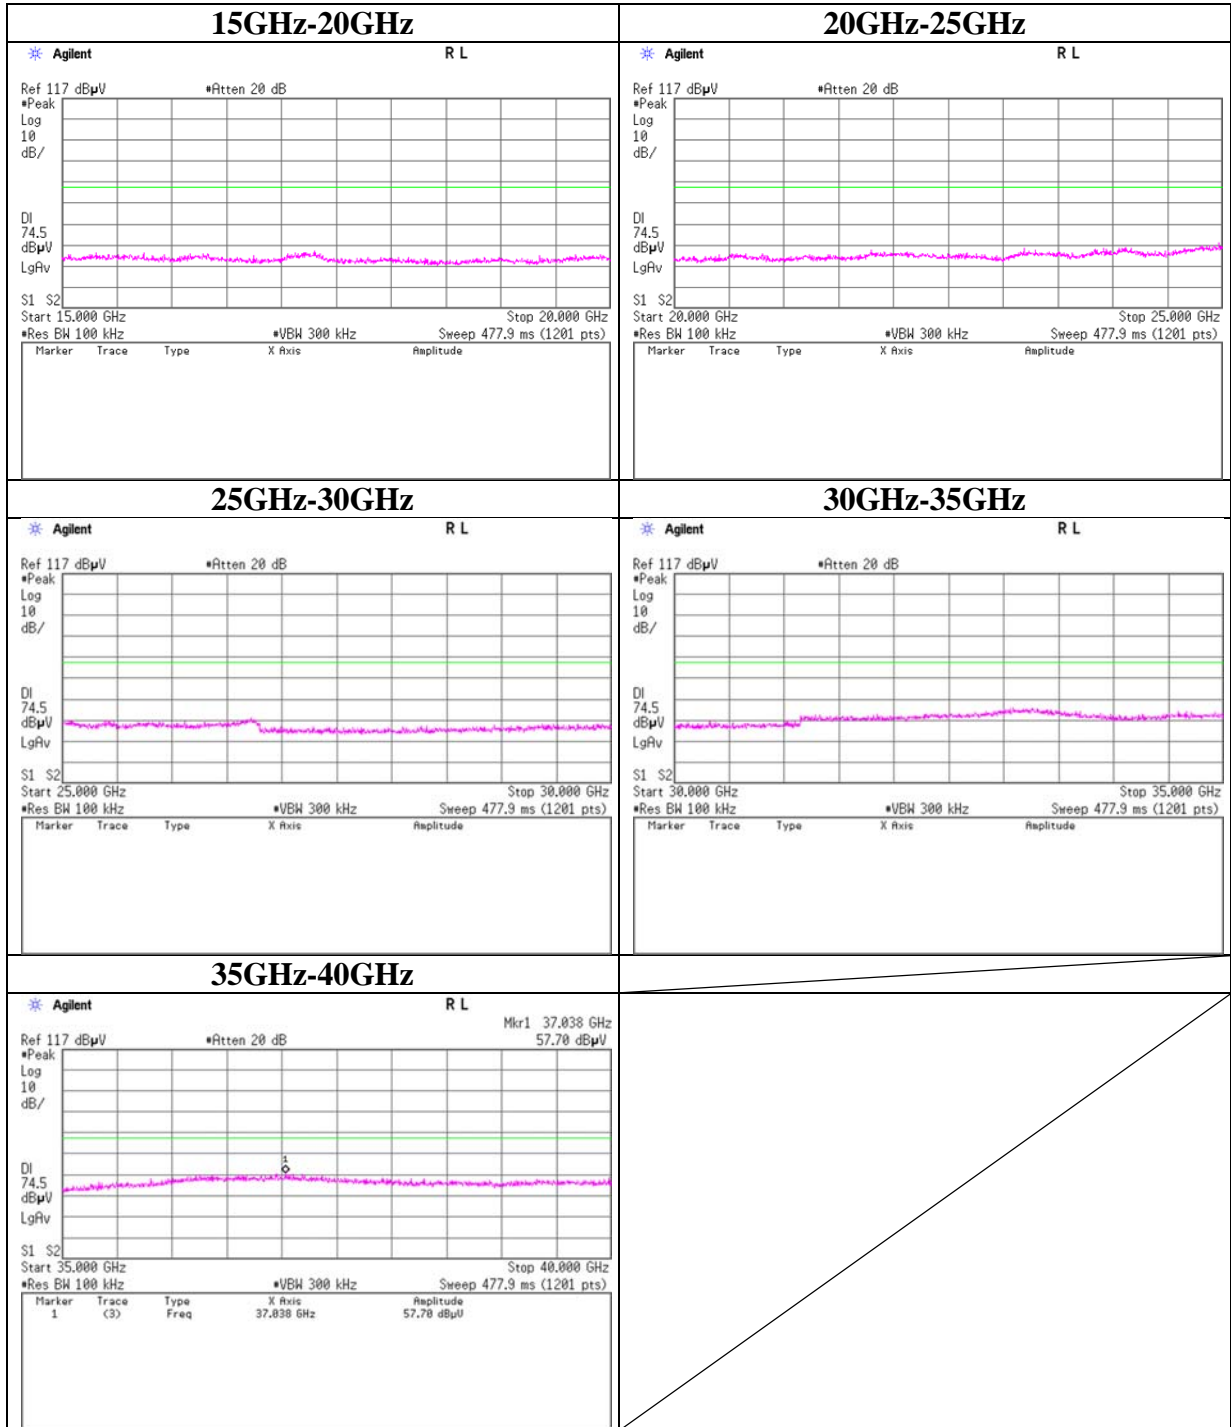 15GHz-20GHz
Agilent R L
Ref 117 dBµV #Atten 20 dB
#Peak
Log
10
dB/
DI
74.5
dBµV
LgAv
S1 S2
Start 15.000 GHz Stop 20.000 GHz
#Res BW 100 kHz #VBW 300 kHz Sweep 477.9 ms (1201 pts)
Marker Trace Type X Axis Amplitude
20GHz-25GHz
Agilent R L
Ref 117 dBµV #Atten 20 dB
#Peak
Log
10
dB/
DI
74.5
dBµV
LgAv
S1 S2
Start 20.000 GHz Stop 25.000 GHz
#Res BW 100 kHz #VBW 300 kHz Sweep 477.9 ms (1201 pts)
Marker Trace Type X Axis Amplitude
25GHz-30GHz
Agilent R L
Ref 117 dBµV #Atten 20 dB
#Peak
Log
10
dB/
DI
74.5
dBµV
LgAv
S1 S2
Start 25.000 GHz Stop 30.000 GHz
#Res BW 100 kHz #VBW 300 kHz Sweep 477.9 ms (1201 pts)
Marker Trace Type X Axis Amplitude
30GHz-35GHz
Agilent R L
Ref 117 dBµV #Atten 20 dB
#Peak
Log
10
dB/
DI
74.5
dBµV
LgAv
S1 S2
Start 30.000 GHz Stop 35.000 GHz
#Res BW 100 kHz #VBW 300 kHz Sweep 477.9 ms (1201 pts)
Marker Trace Type X Axis Amplitude
35GHz-40GHz
Agilent R L
Mkr1 37.038 GHz
Ref 117 dBµV #Atten 20 dB 57.70 dBµV
#Peak
Log
10
dB/
1
DI
74.5
dBµV
LgAv
S1 S2
Start 35.000 GHz Stop 40.000 GHz
#Res BW 100 kHz #VBW 300 kHz Sweep 477.9 ms (1201 pts)
Marker Trace Type X Axis Amplitude
1 (3) Freq 37.038 GHz 57.70 dBµV